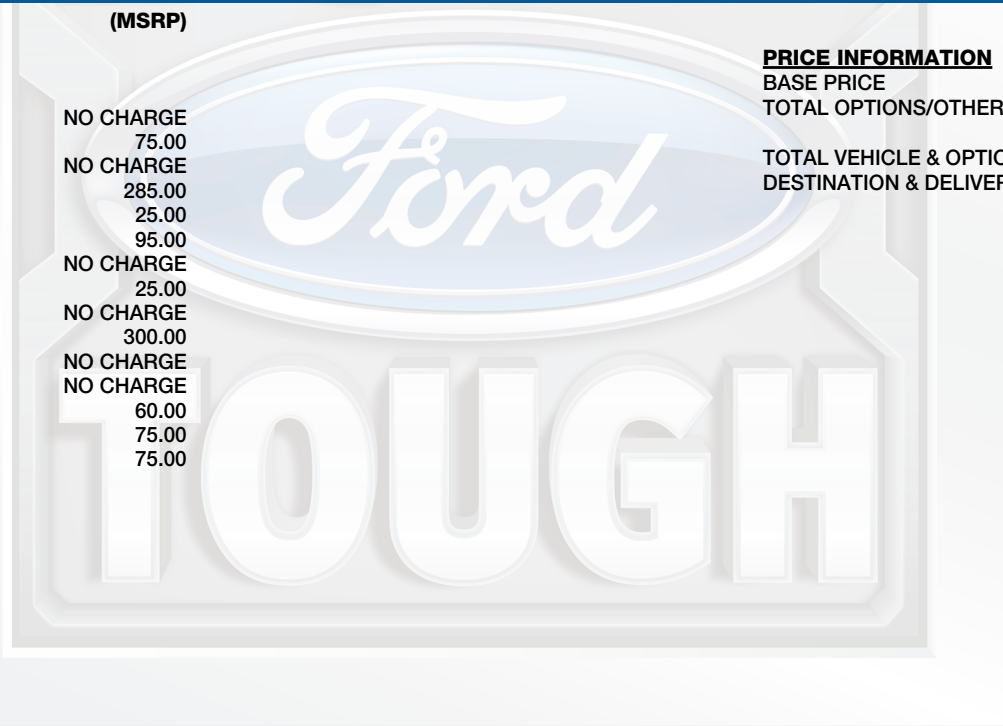 (MSRP)
NO CHARGE
75.00
NO CHARGE
285.00
25.00
95.00
NO CHARGE
25.00
NO CHARGE
300.00
NO CHARGE
NO CHARGE
60.00
75.00
75.00
PRICE INFORMATION
BASE PRICE
TOTAL OPTIONS/OTHER
TOTAL VEHICLE & OPTIO
DESTINATION & DELIVER
Ford
TOUGH